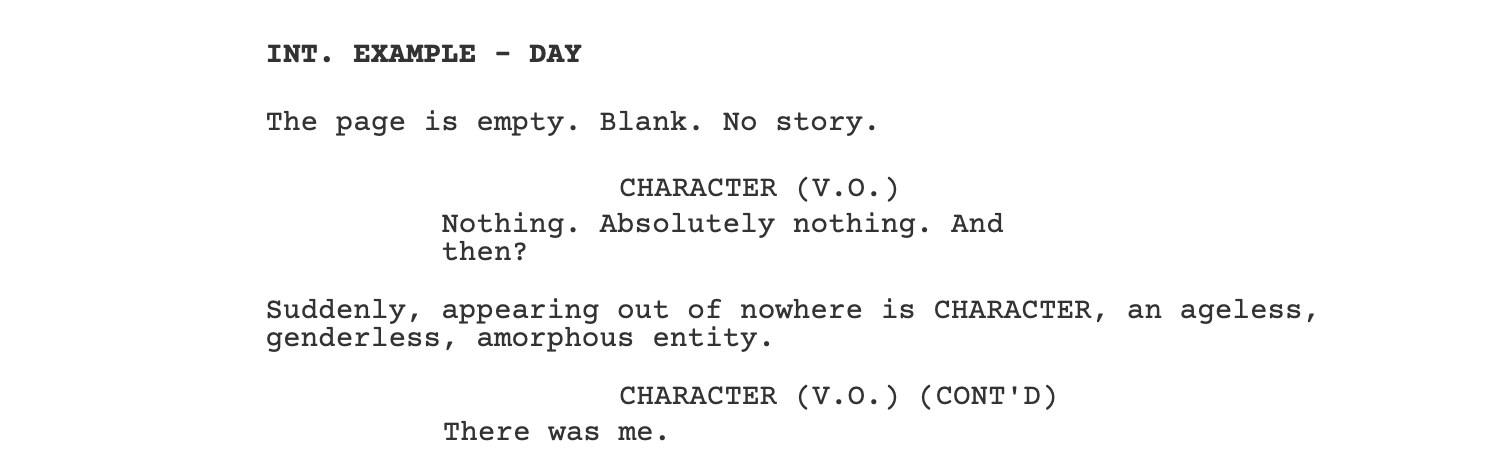 INT. EXAMPLE - DAY
The page is empty. Blank. No story.
CHARACTER (V.O.)
Nothing. Absolutely nothing. And
then?
Suddenly, appearing out of nowhere is CHARACTER, an ageless,
genderless, amorphous entity.
CHARACTER (V.O.) (CONT'D)
There was me.